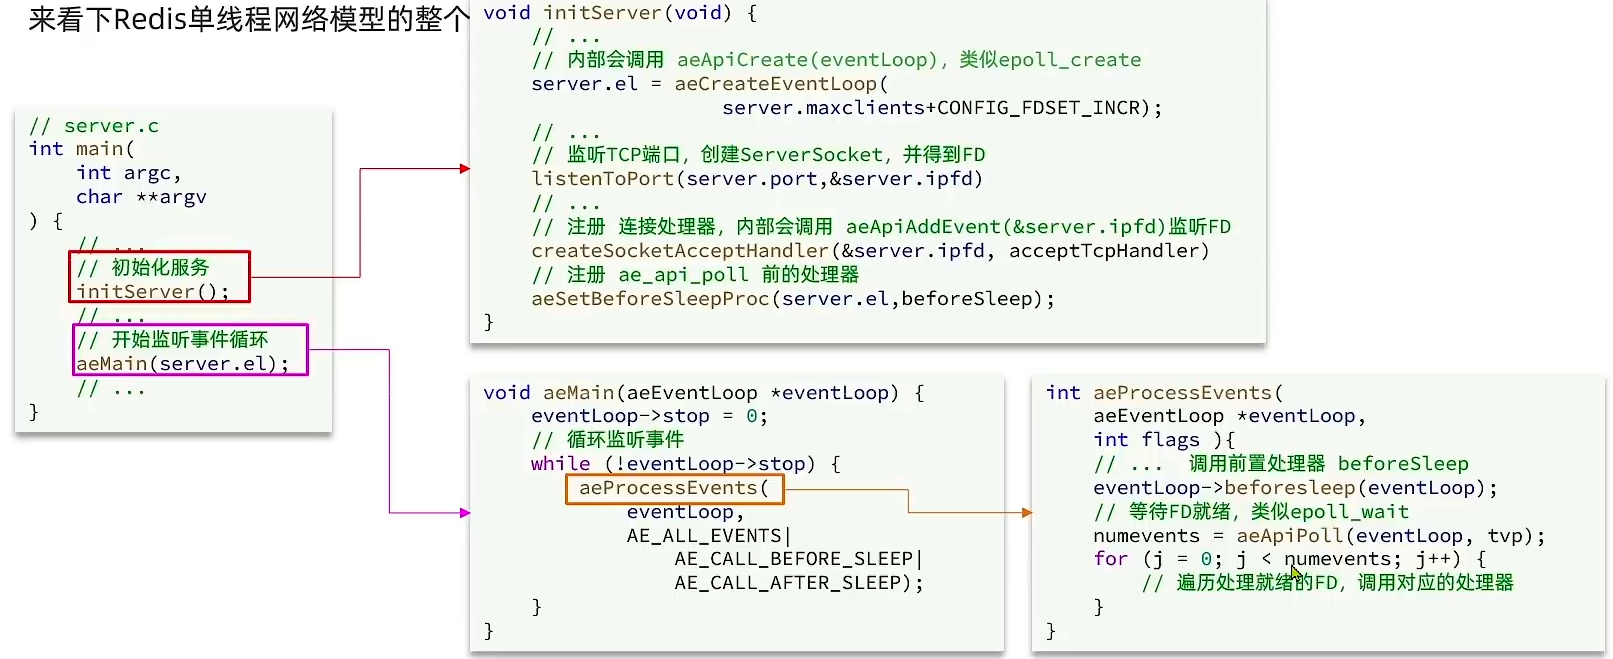 来看下Redis单线程网络模型的整个
// server.c
int main(
int argc,
char **argv
) {
// ...
// 初始化服务
initServer();
// ...
// 开始监听事件循环
aeMain(server.el);
// ...
}
void initServer(void) {
// ...
// 内部会调用 aeApiCreate(eventLoop)，类似epoll_create
server.el = aeCreateEventLoop(
server.maxclients+CONFIG_FDSET_INCR);
// ...
// 监听TCP端口，创建ServerSocket，并得到FD
listenToPort(server.port,&server.ipfd)
// ...
// 注册 连接处理器，内部会调用 aeApiAddEvent(&server.ipfd)监听FD
createSocketAcceptHandler(&server.ipfd, acceptTcpHandler)
// 注册 ae_api_poll 前的处理器
aeSetBeforeSleepProc(server.el,beforeSleep);
}
void aeMain(aeEventLoop *eventLoop) {
eventLoop->stop = 0;
// 循环监听事件
while (!eventLoop->stop) {
aeProcessEvents(
eventLoop,
AE_ALL_EVENTS|
AE_CALL_BEFORE_SLEEP|
AE_CALL_AFTER_SLEEP);
}
}
int aeProcessEvents(
aeEventLoop *eventLoop,
int flags ){
// ... 调用前置处理器 beforeSleep
eventLoop->beforesleep(eventLoop);
// 等待FD就绪，类似epoll_wait
numevents = aeApiPoll(eventLoop, tvp);
for (j = 0; j < numevents; j++) {
// 遍历处理就绪的FD，调用对应的处理器
}
}